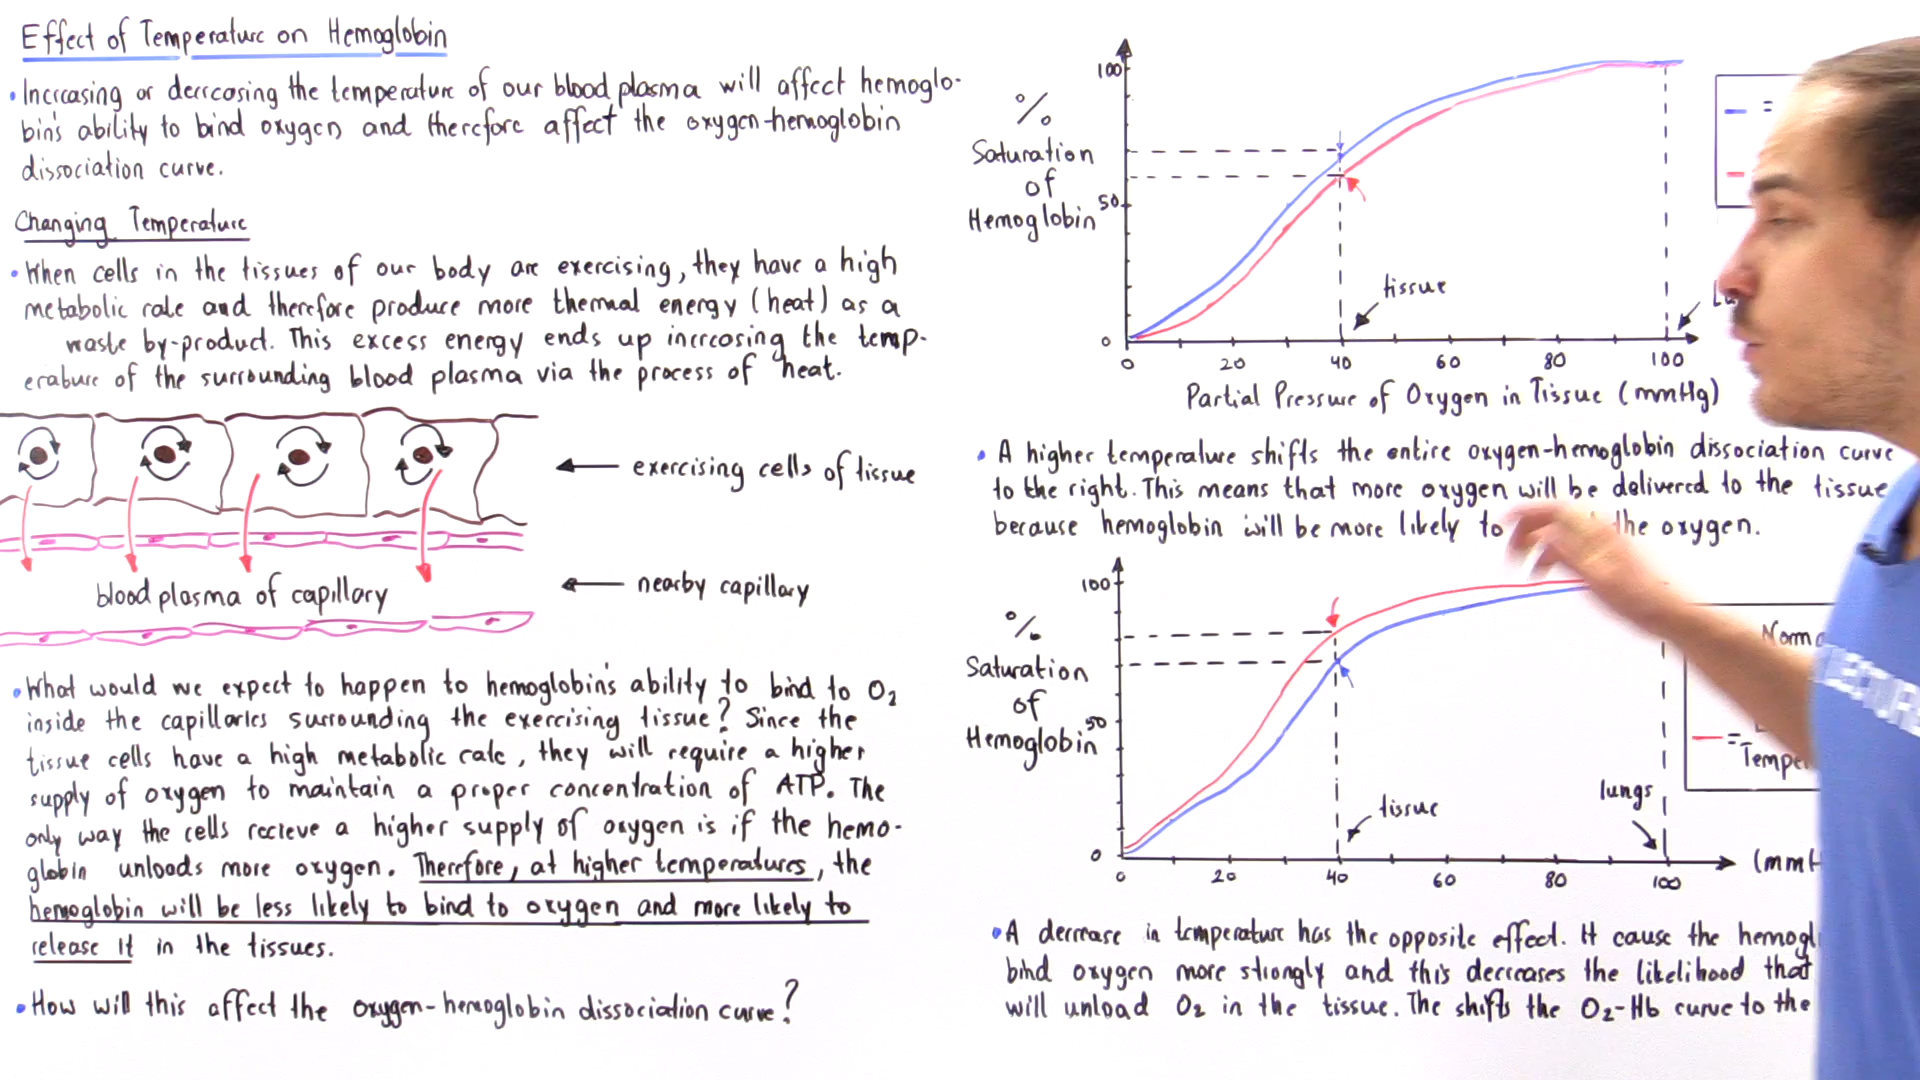 Effect of Temperature on Hemoglobin
• Increasing or decreasing the temperature of our blood plasma will affect hemoglo-
bin's ability to bind oxygen and therefore affect the oxygen-hemoglobin
dissociation curve.
Changing Temperature
• When cells in the tissues of our body are exercising, they have a high
metabolic rate and therefore produce more thermal energy (heat) as a
waste by-product. This excess energy ends up increasing the temp-
erature of the surrounding blood plasma via the process of heat.
exercising cells of tissue
blood plasma of capillary
nearby capillary
• What would we expect to happen to hemoglobin's ability to bind to O2
inside the capillaries surrounding the exercising tissue? Since the
tissue cells have a high metabolic rate, they will require a higher
supply of oxygen to maintain a proper concentration of ATP. The
only way the cells recieve a higher supply of oxygen is if the hemo-
globin unloads more oxygen. Therefore, at higher temperatures, the
hemoglobin will be less likely to bind to oxygen and more likely to
release it in the tissues.
• How will this affect the oxygen-hemoglobin dissociation curve?
%
Saturation
of
Hemoglobin
100
50
0
0 20 40 60 80 100
tissue
=
Partial Pressure of Oxygen in Tissue (mmHg)
• A higher temperature shifts the entire oxygen-hemoglobin dissociation curve
to the right. This means that more oxygen will be delivered to the tissue
because hemoglobin will be more likely to the oxygen.
%
Saturation
of
Hemoglobin
100
50
0
0 20 40 60 80 100
tissue
lungs
=
• A decrease in temperature has the opposite effect. It cause the
bind oxygen more strongly and this decreases the likelihood that
will unload O2 in the tissue. The shifts the O2-Hb curve to the